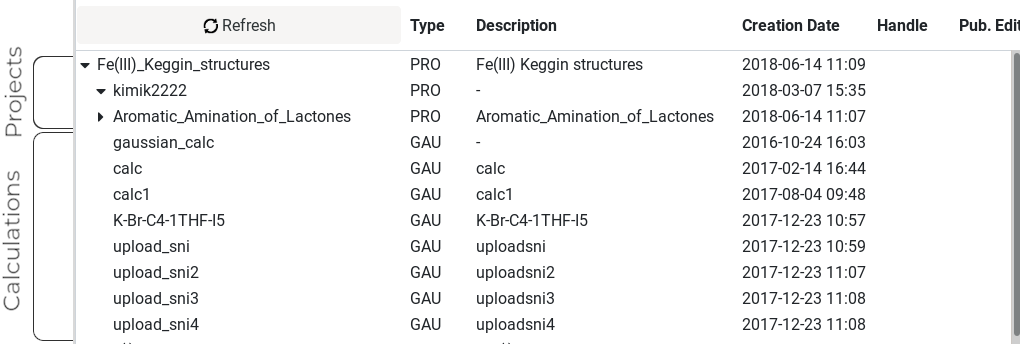 Refresh Type Description Creation Date Handle Pub. Edit
Projects
Calculations
Fe(III)_Keggin_structures PRO Fe(III) Keggin structures 2018-06-14 11:09
kimik2222 PRO - 2018-03-07 15:35
Aromatic_Amination_of_Lactones PRO Aromatic_Amination_of_Lactones 2018-06-14 11:07
gaussian_calc GAU - 2016-10-24 16:03
calc GAU calc 2017-02-14 16:44
calc1 GAU calc1 2017-08-04 09:48
K-Br-C4-1THF-I5 GAU K-Br-C4-1THF-I5 2017-12-23 10:57
upload_sni GAU uploadsni 2017-12-23 10:59
upload_sni2 GAU uploadsni2 2017-12-23 11:07
upload_sni3 GAU uploadsni3 2017-12-23 11:08
upload_sni4 GAU uploadsni4 2017-12-23 11:08